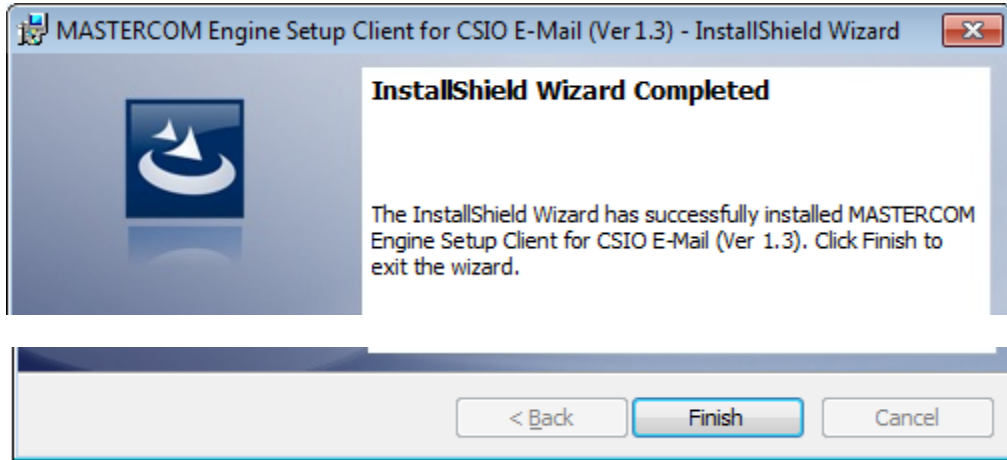 MASTERCOM Engine Setup Client for CSIO E-Mail (Ver 1.3) - InstallShield Wizard
InstallShield Wizard Completed
The InstallShield Wizard has successfully installed MASTERCOM
Engine Setup Client for CSIO E-Mail (Ver 1.3). Click Finish to
exit the wizard.
< Back Finish Cancel